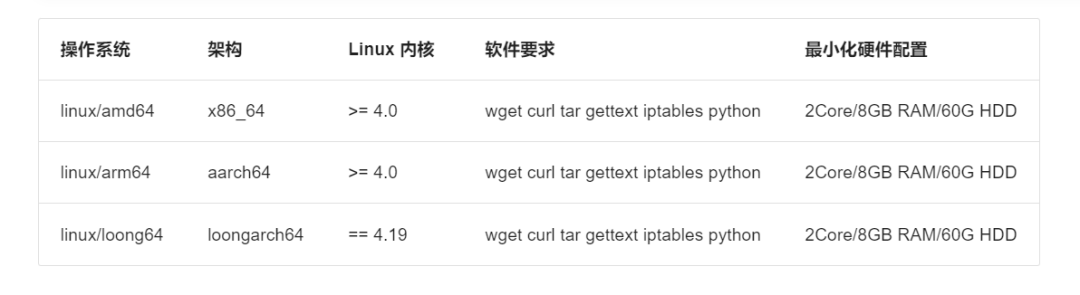 操作系统 架构 Linux 内核 软件要求 最小化硬件配置
linux/amd64 x86_64 >= 4.0 wget curl tar gettext iptables python 2Core/8GB RAM/60G HDD
linux/arm64 aarch64 >= 4.0 wget curl tar gettext iptables python 2Core/8GB RAM/60G HDD
linux/loong64 loongarch64 == 4.19 wget curl tar gettext iptables python 2Core/8GB RAM/60G HDD